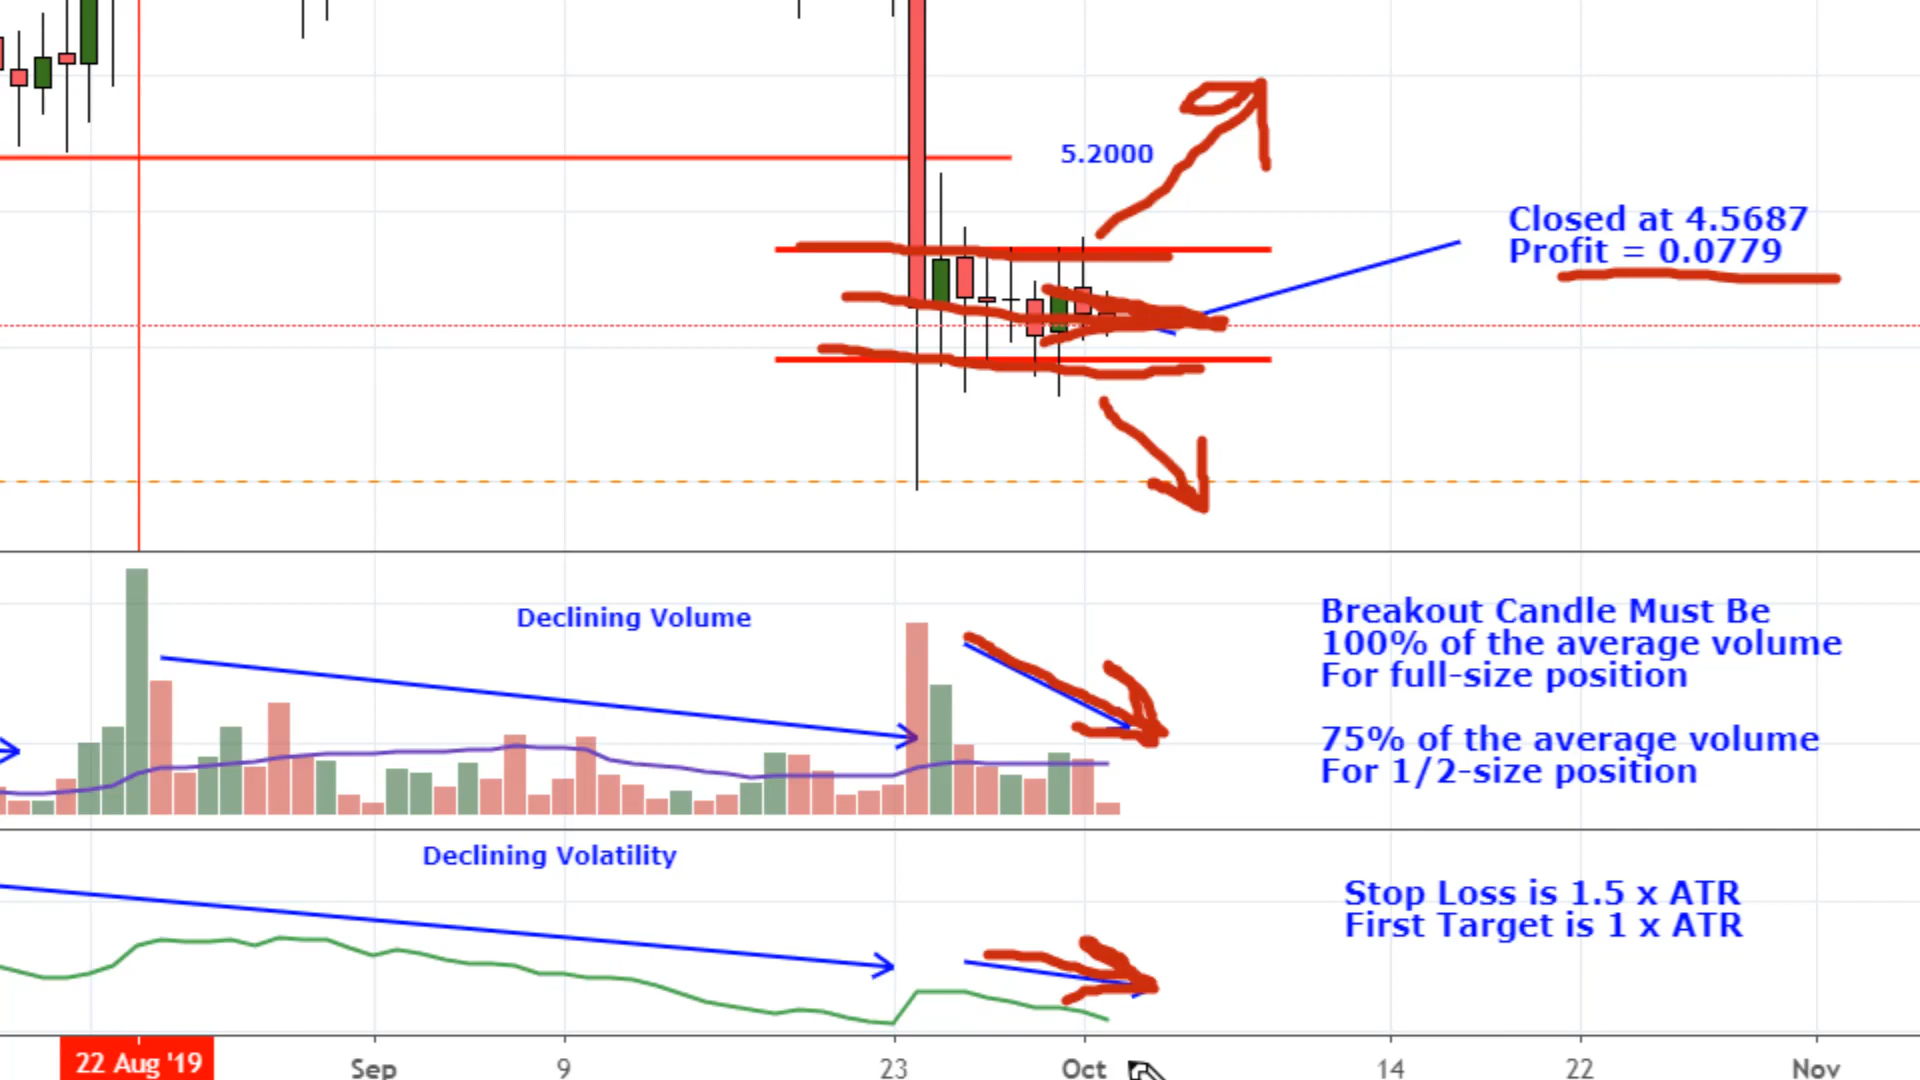 5.2000
Closed at 4.5687
Profit = 0.0779
Declining Volume
Breakout Candle Must Be
100% of the average volume
For full-size position
75% of the average volume
For 1/2-size position
Declining Volatility
Stop Loss is 1.5 x ATR
First Target is 1 x ATR
22 Aug '19 Sep 9 23 Oct 14 22 Nov